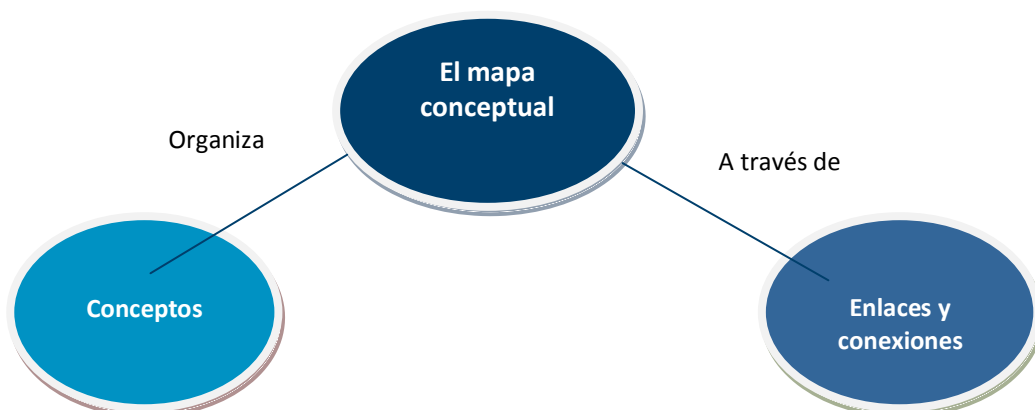 El mapa
conceptual
Organiza
A través de
Conceptos
Enlaces y
conexiones